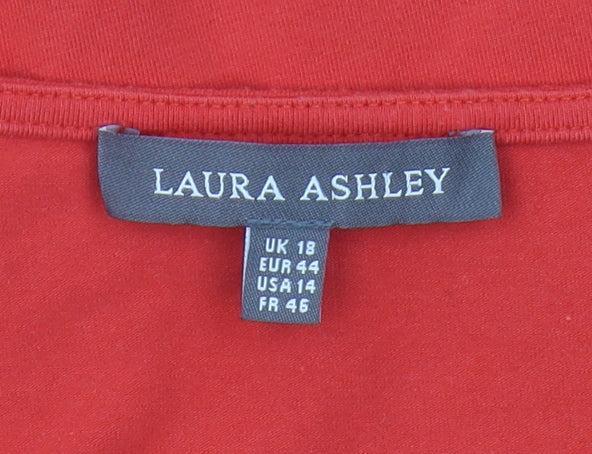 LAURA ASHLEY
UK 18
EUR 44
USA 14
FR 46